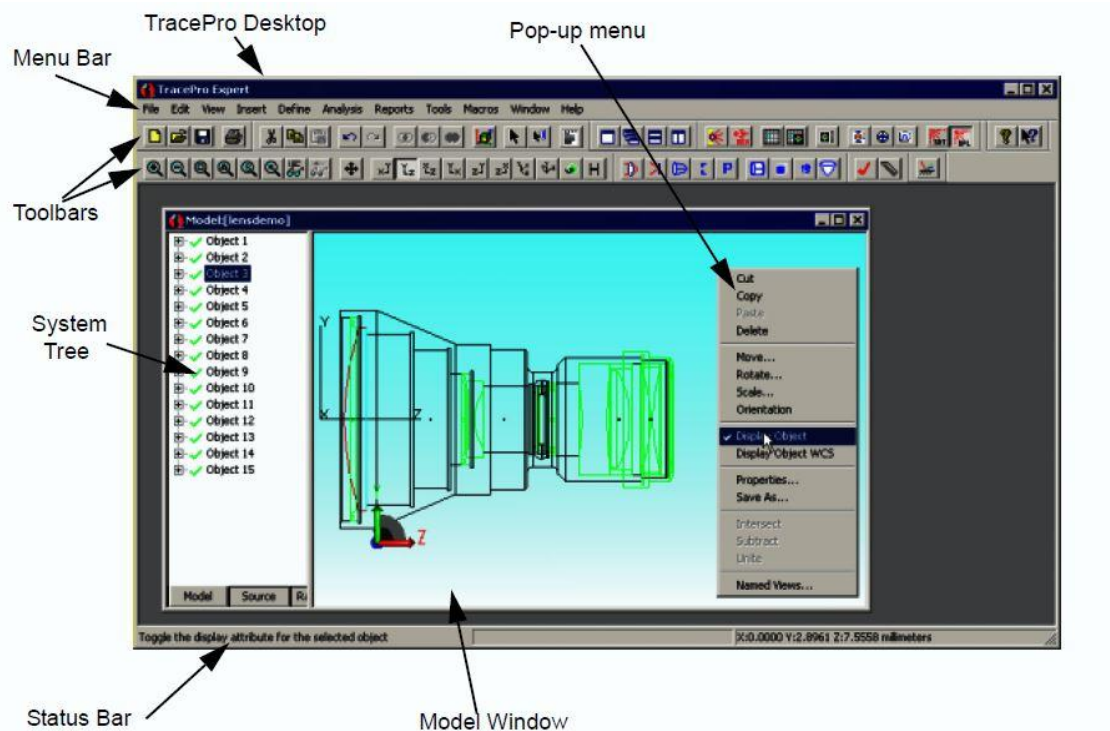 TracePro Desktop
Pop-up menu
Menu Bar
TracePro Expert
File Edit View Insert Define Analysis Reports Tools Macros Window Help
Toolbars
Model:[lensdemo]
Object 1
Object 2
Object 3
Object 4
Object 5
Object 6
Object 7
Object 8
Object 9
Object 10
Object 11
Object 12
Object 13
Object 14
Object 15
System
Tree
Y
X
Z
Z
Cut
Copy
Paste
Delete
Move...
Rotate...
Scale...
Orientation
Display Object
Display Object WCS
Properties...
Save As...
Intersect
Subtract
Unite
Named Views...
Model Source
Toggle the display attribute for the selected object
X:0.0000 Y:2.8961 Z:7.5558 millimeters
Status Bar
Model Window